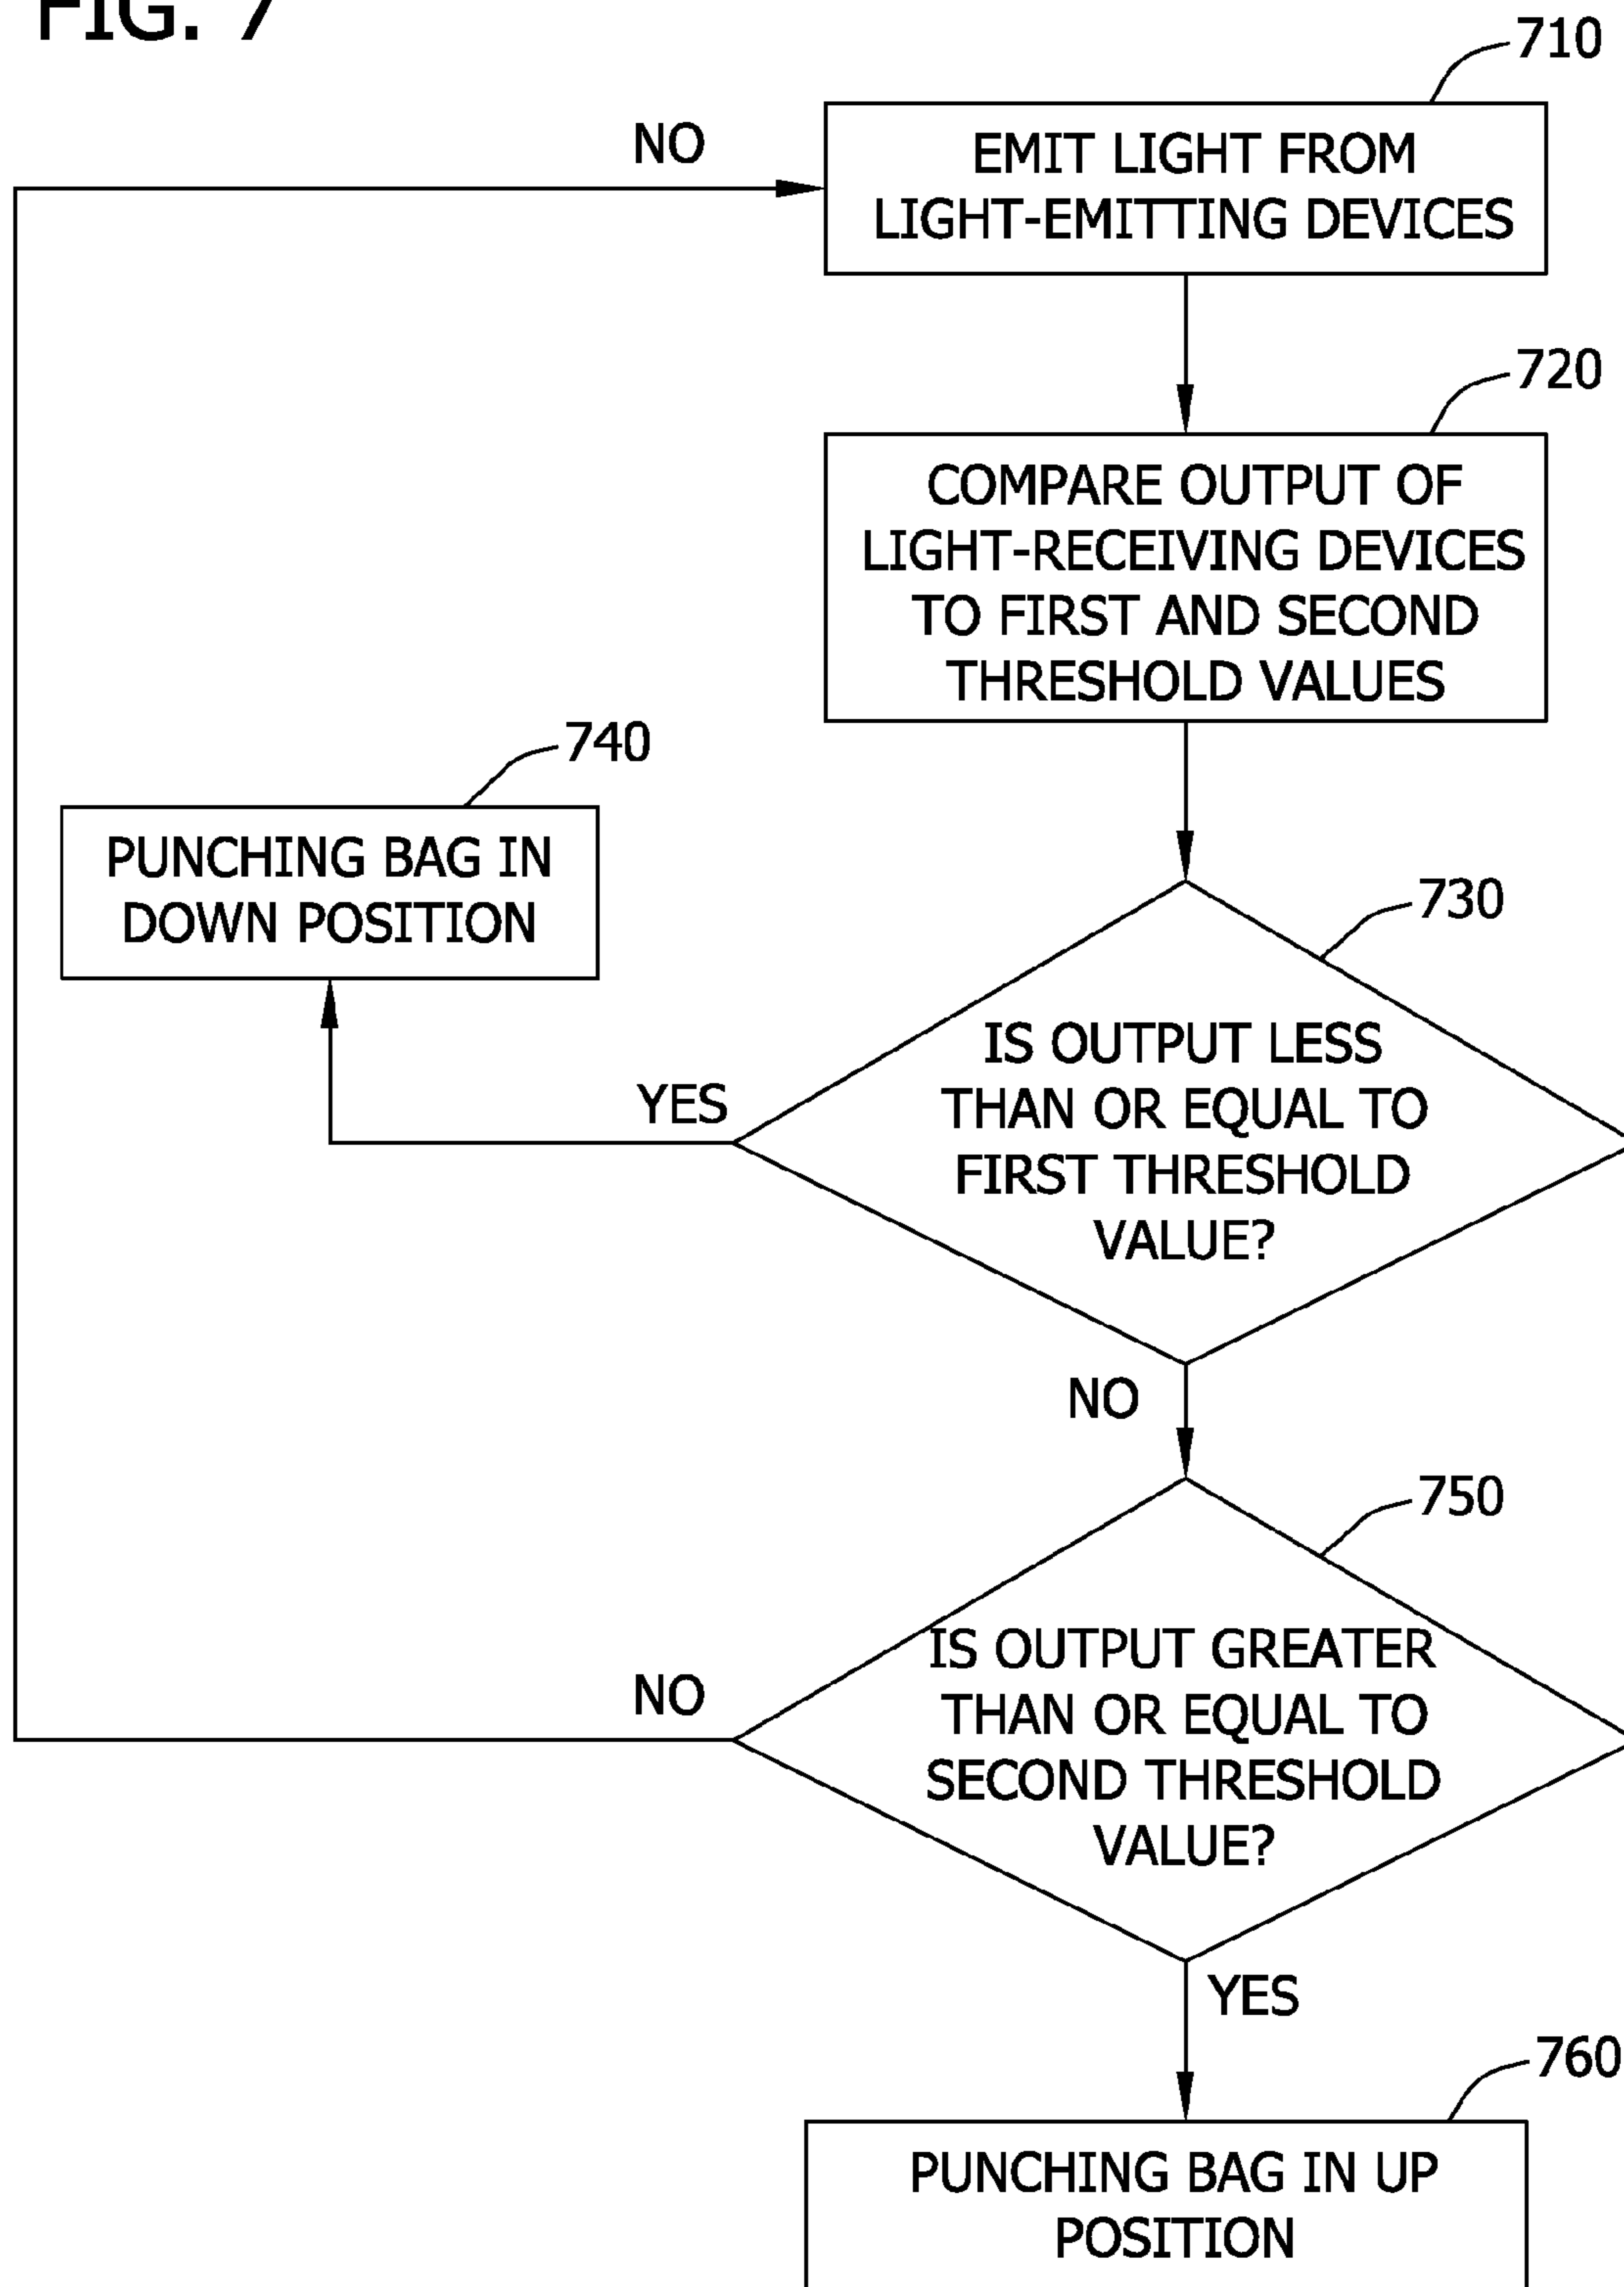 FIG. 7
710
NO
EMIT LIGHT FROM
LIGHT-EMITTING DEVICES
720
COMPARE OUTPUT OF
LIGHT-RECEIVING DEVICES
TO FIRST AND SECOND
THRESHOLD VALUES
740
PUNCHING BAG IN
DOWN POSITION
730
IS OUTPUT LESS
THAN OR EQUAL TO
FIRST THRESHOLD
VALUE?
YES
NO
750
IS OUTPUT GREATER
THAN OR EQUAL TO
SECOND THRESHOLD
VALUE?
NO
YES
760
PUNCHING BAG IN UP
POSITION